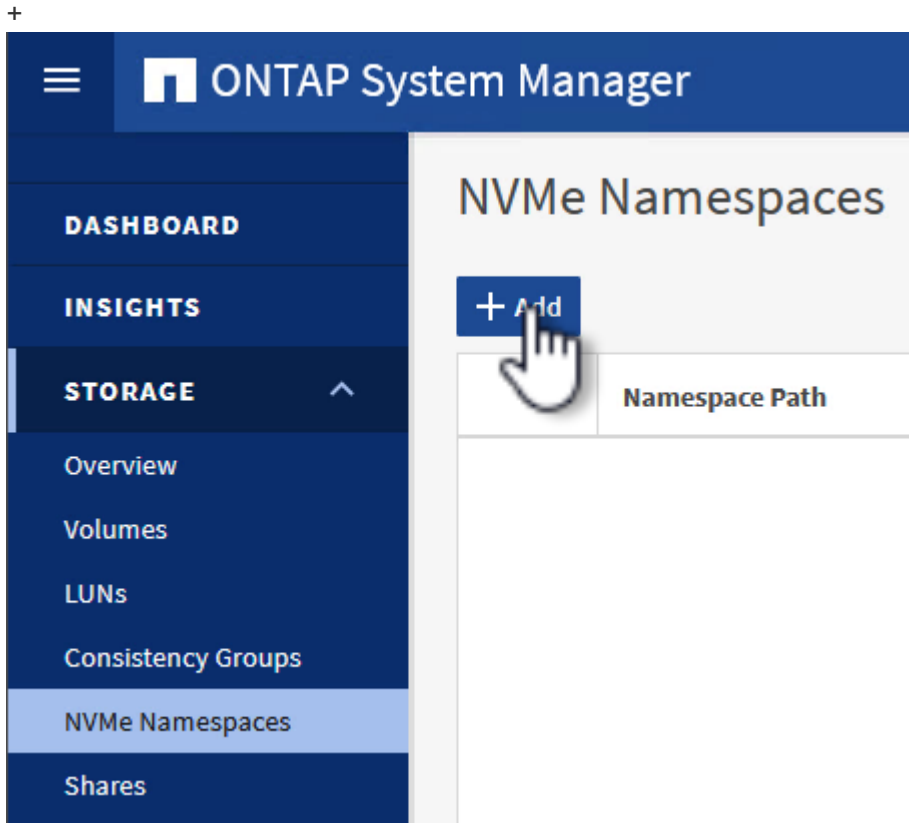 +
ONTAP System Manager
DASHBOARD
INSIGHTS
STORAGE
Overview
Volumes
LUNs
Consistency Groups
NVMe Namespaces
Shares
NVMe Namespaces
+ Add
Namespace Path